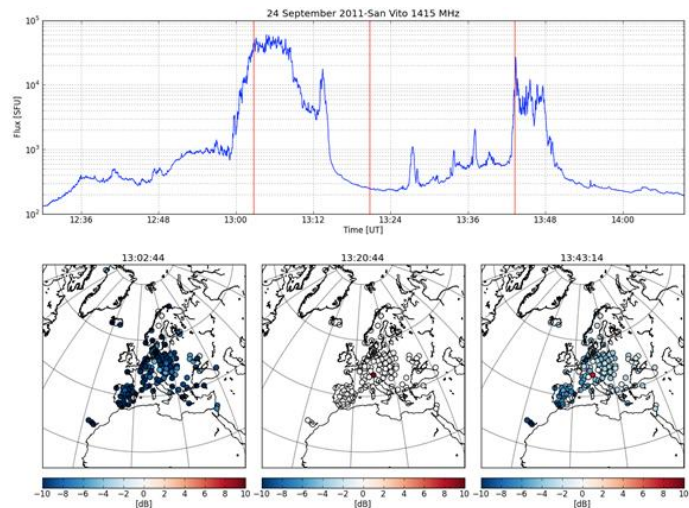 24 September 2011-San Vito 1415 MHz
10^5
10^4
10^3
10^2
Flux [SFU]
12:36 12:48 13:00 13:12 13:24 13:36 13:48 14:00
Time [UT]
13:02:44 13:20:44 13:43:14
−10 −8 −6 −4 −2 0 2 4 6 8 10 −10 −8 −6 −4 −2 0 2 4 6 8 10 −10 −8 −6 −4 −2 0 2 4 6 8 10
[dB] [dB] [dB]